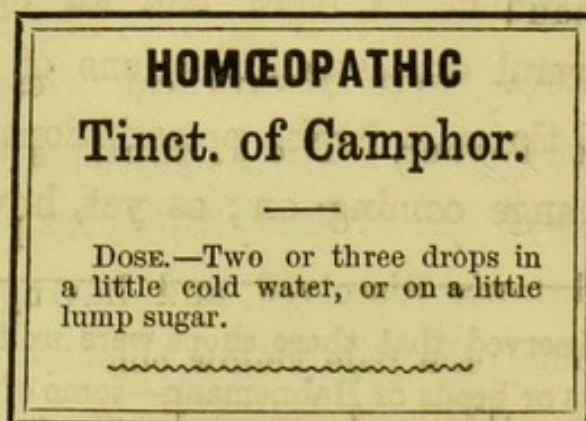 HOMŒOPATHIC
Tinct. of Camphor.
DOSE.—Two or three drops in
a little cold water, or on a little
lump sugar.